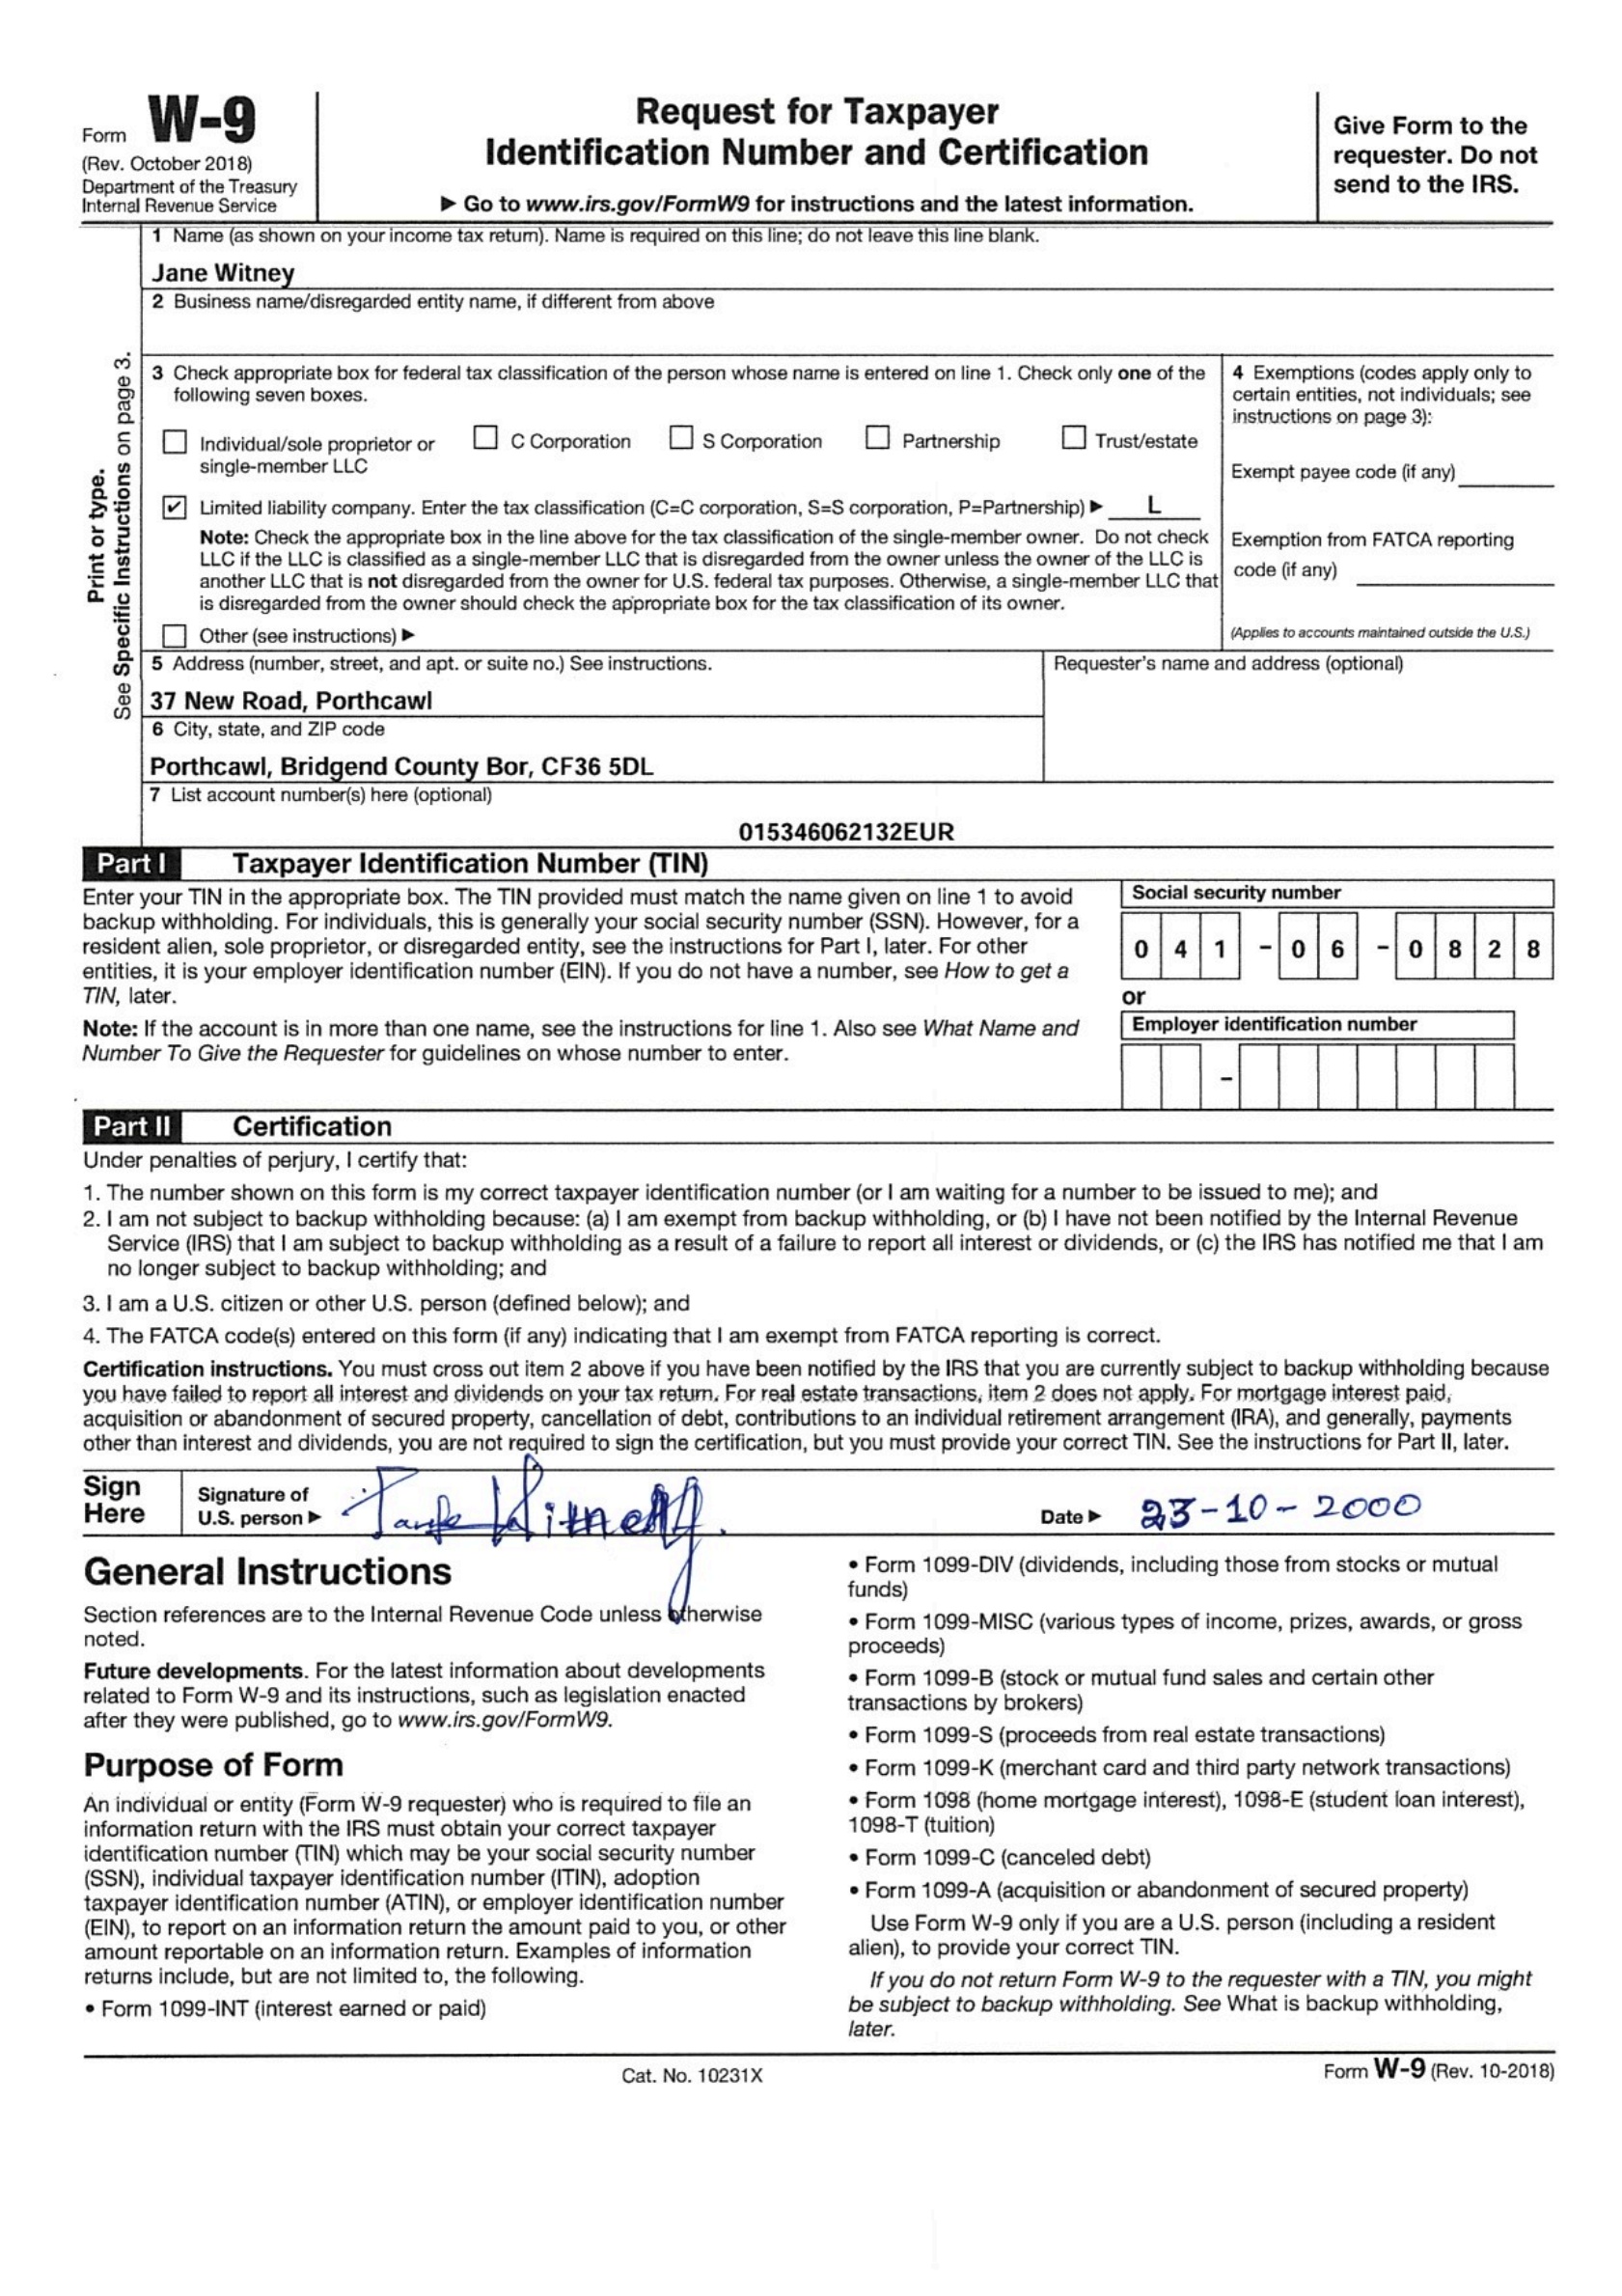 Form W-9
(Rev. October 2018)
Department of the Treasury
Internal Revenue Service
Request for Taxpayer
Identification Number and Certification
▶ Go to www.irs.gov/FormW9 for instructions and the latest information.
Give Form to the
requester. Do not
send to the IRS.
Print or type.
See Specific Instructions on page 3.
1 Name (as shown on your income tax return). Name is required on this line; do not leave this line blank.
Jane Witney
2 Business name/disregarded entity name, if different from above
3 Check appropriate box for federal tax classification of the person whose name is entered on line 1. Check only one of the
following seven boxes.
☐ Individual/sole proprietor or ☐ C Corporation ☐ S Corporation ☐ Partnership ☐ Trust/estate
single-member LLC
☑ Limited liability company. Enter the tax classification (C=C corporation, S=S corporation, P=Partnership) ▶ L
Note: Check the appropriate box in the line above for the tax classification of the single-member owner. Do not check
LLC if the LLC is classified as a single-member LLC that is disregarded from the owner unless the owner of the LLC is
another LLC that is not disregarded from the owner for U.S. federal tax purposes. Otherwise, a single-member LLC that
is disregarded from the owner should check the appropriate box for the tax classification of its owner.
☐ Other (see instructions) ▶
4 Exemptions (codes apply only to
certain entities, not individuals; see
instructions on page 3):
Exempt payee code (if any)
Exemption from FATCA reporting
code (if any)
(Applies to accounts maintained outside the U.S.)
5 Address (number, street, and apt. or suite no.) See instructions.
37 New Road, Porthcawl
Requester's name and address (optional)
6 City, state, and ZIP code
Porthcawl, Bridgend County Bor, CF36 5DL
7 List account number(s) here (optional)
015346062132EUR
Part I Taxpayer Identification Number (TIN)
Enter your TIN in the appropriate box. The TIN provided must match the name given on line 1 to avoid
backup withholding. For individuals, this is generally your social security number (SSN). However, for a
resident alien, sole proprietor, or disregarded entity, see the instructions for Part I, later. For other
entities, it is your employer identification number (EIN). If you do not have a number, see How to get a
TIN, later.
Note: If the account is in more than one name, see the instructions for line 1. Also see What Name and
Number To Give the Requester for guidelines on whose number to enter.
Social security number
0 4 1 - 0 6 - 0 8 2 8
or
Employer identification number
-
Part II Certification
Under penalties of perjury, I certify that:
1. The number shown on this form is my correct taxpayer identification number (or I am waiting for a number to be issued to me); and
2. I am not subject to backup withholding because: (a) I am exempt from backup withholding, or (b) I have not been notified by the Internal Revenue
Service (IRS) that I am subject to backup withholding as a result of a failure to report all interest or dividends, or (c) the IRS has notified me that I am
no longer subject to backup withholding; and
3. I am a U.S. citizen or other U.S. person (defined below); and
4. The FATCA code(s) entered on this form (if any) indicating that I am exempt from FATCA reporting is correct.
Certification instructions. You must cross out item 2 above if you have been notified by the IRS that you are currently subject to backup withholding because
you have failed to report all interest and dividends on your tax return. For real estate transactions, item 2 does not apply. For mortgage interest paid,
acquisition or abandonment of secured property, cancellation of debt, contributions to an individual retirement arrangement (IRA), and generally, payments
other than interest and dividends, you are not required to sign the certification, but you must provide your correct TIN. See the instructions for Part II, later.
Sign
Here
Signature of
U.S. person ▶ Jane Witney
Date ▶ 23-10-2000
General Instructions
Section references are to the Internal Revenue Code unless otherwise
noted.
Future developments. For the latest information about developments
related to Form W-9 and its instructions, such as legislation enacted
after they were published, go to www.irs.gov/FormW9.
Purpose of Form
An individual or entity (Form W-9 requester) who is required to file an
information return with the IRS must obtain your correct taxpayer
identification number (TIN) which may be your social security number
(SSN), individual taxpayer identification number (ITIN), adoption
taxpayer identification number (ATIN), or employer identification number
(EIN), to report on an information return the amount paid to you, or other
amount reportable on an information return. Examples of information
returns include, but are not limited to, the following.
• Form 1099-INT (interest earned or paid)
• Form 1099-DIV (dividends, including those from stocks or mutual
funds)
• Form 1099-MISC (various types of income, prizes, awards, or gross
proceeds)
• Form 1099-B (stock or mutual fund sales and certain other
transactions by brokers)
• Form 1099-S (proceeds from real estate transactions)
• Form 1099-K (merchant card and third party network transactions)
• Form 1098 (home mortgage interest), 1098-E (student loan interest),
1098-T (tuition)
• Form 1099-C (canceled debt)
• Form 1099-A (acquisition or abandonment of secured property)
Use Form W-9 only if you are a U.S. person (including a resident
alien), to provide your correct TIN.
If you do not return Form W-9 to the requester with a TIN, you might
be subject to backup withholding. See What is backup withholding,
later.
Cat. No. 10231X
Form W-9 (Rev. 10-2018)